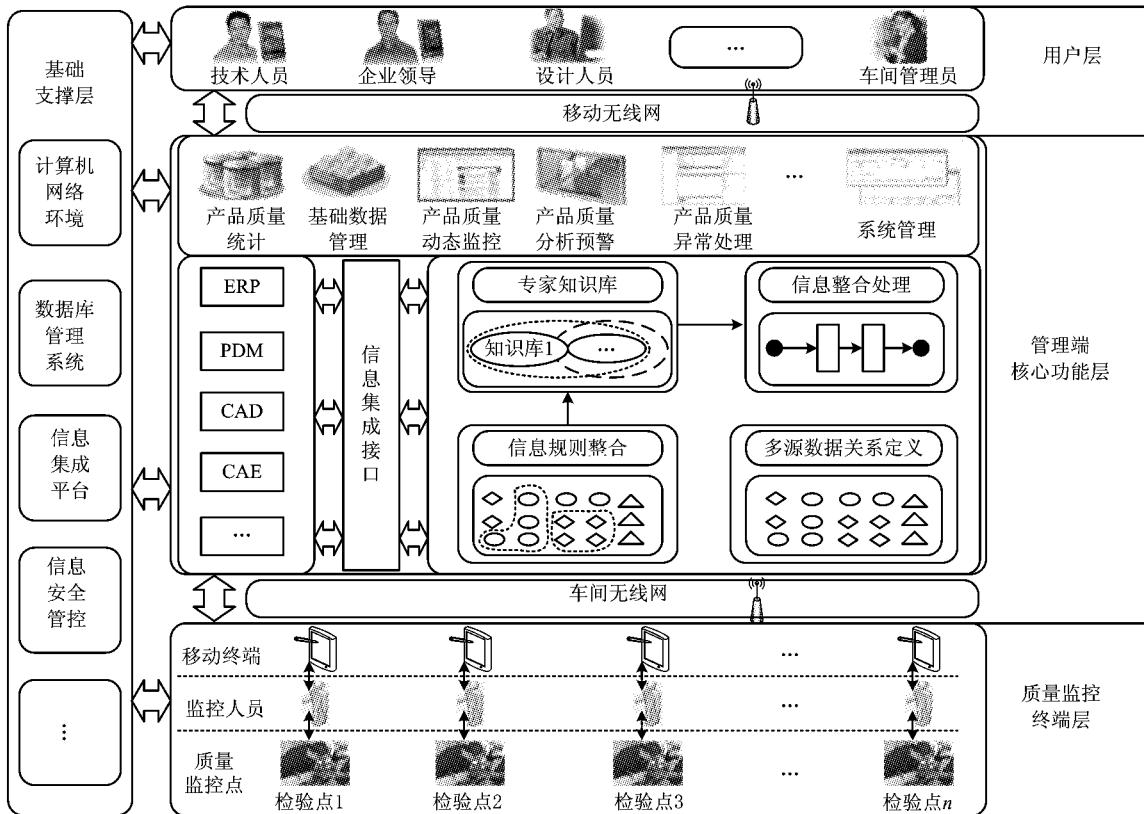 基础
支撑层
计算机
网络
环境
数据库
管理
系统
信息
集成
平台
信息
安全
管控
⋮
技术人员
企业领导
设计人员
…
车间管理员
用户层
移动无线网
产品质量
统计
基础数据
管理
产品质量
动态监控
产品质量
分析预警
产品质量
异常处理
…
系统管理
ERP
PDM
CAD
CAE
…
信
息
集
成
接
口
专家知识库
知识库1
…
信息整合处理
信息规则整合
多源数据关系定义
管理端
核心功能层
车间无线网
移动终端
…
监控人员
…
质量
监控点
检验点1
检验点2
检验点3
…
检验点n
质量监控
终端层